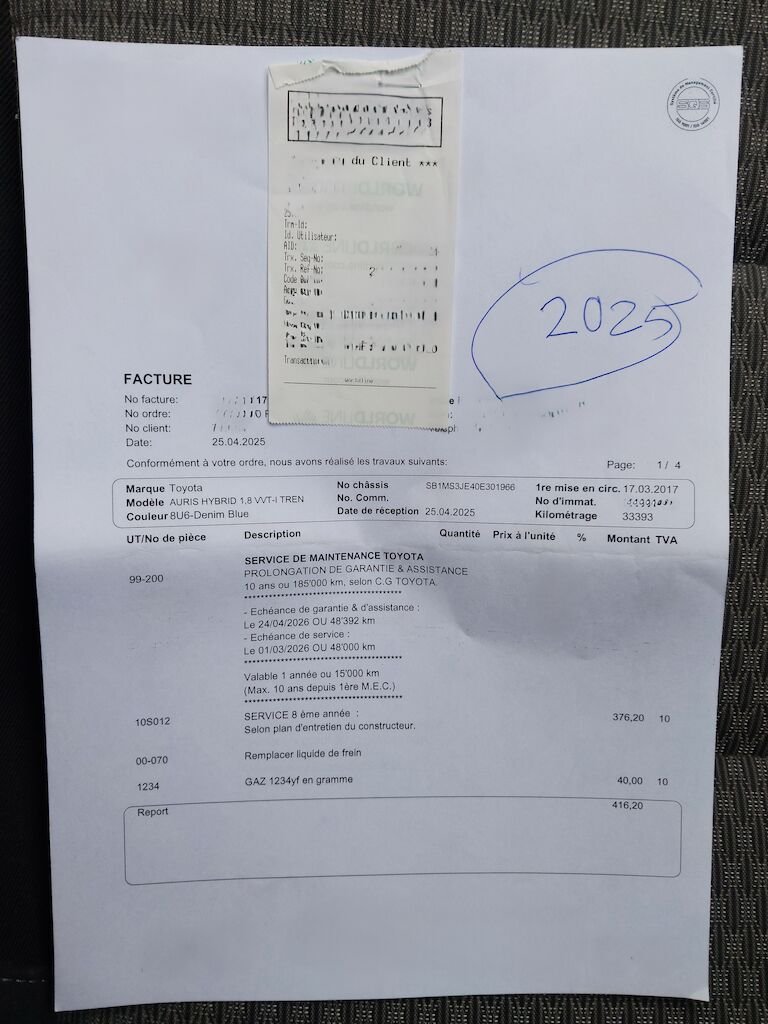 du Client ***
Trm-Id:
Id. Utilisateur:
AID:
Trx. Seq-No:
Trx. Ref-No:
Code
worldline
SGS
2025
FACTURE
No facture:
No ordre:
No client:
Date: 25.04.2025
Conformément à votre ordre, nous avons réalisé les travaux suivants:
Page: 1 / 4
Marque Toyota No châssis SB1MS3JE40E301966 1re mise en circ. 17.03.2017
Modèle AURIS HYBRID 1,8 VVT-I TREN No. Comm. No d'immat.
Couleur 8U6-Denim Blue Date de réception 25.04.2025 Kilométrage 33393
UT/No de pièce Description Quantité Prix à l'unité % Montant TVA
SERVICE DE MAINTENANCE TOYOTA
99-200 PROLONGATION DE GARANTIE & ASSISTANCE
10 ans ou 185'000 km, selon C.G TOYOTA.
****************************************
- Echéance de garantie & d'assistance :
Le 24/04/2026 OU 48'392 km
- Echéance de service :
Le 01/03/2026 OU 48'000 km
****************************************
Valable 1 année ou 15'000 km
(Max. 10 ans depuis 1ère M.E.C.)
****************************************
10S012 SERVICE 8 ème année : 376,20 10
Selon plan d'entretien du constructeur.
00-070 Remplacer liquide de frein
1234 GAZ 1234yf en gramme 40,00 10
Report 416,20